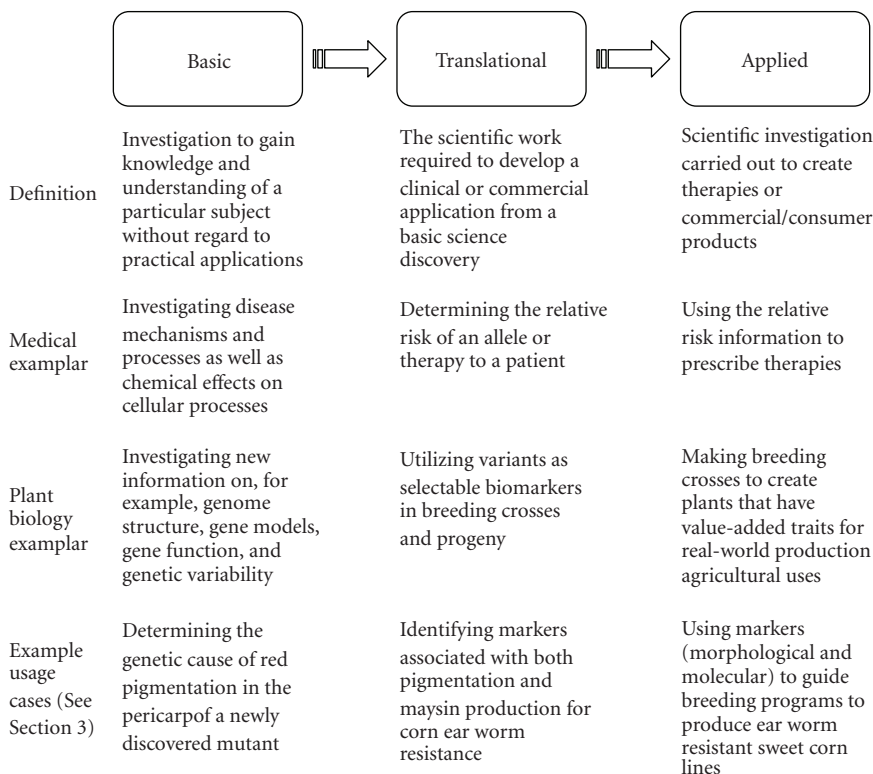 Basic
Translational
Applied
Definition
Investigation to gain
knowledge and
understanding of a
particular subject
without regard to
practical applications
The scientific work
required to develop a
clinical or commercial
application from a
basic science
discovery
Scientific investigation
carried out to create
therapies or
commercial/consumer
products
Medical
examplar
Investigating disease
mechanisms and
processes as well as
chemical effects on
cellular processes
Determining the relative
risk of an allele or
therapy to a patient
Using the relative
risk information to
prescribe therapies
Plant
biology
examplar
Investigating new
information on, for
example, genome
structure, gene models,
gene function, and
genetic variability
Utilizing variants as
selectable biomarkers
in breeding crosses
and progeny
Making breeding
crosses to create
plants that have
value-added traits for
real-world production
agricultural uses
Example
usage
cases (See
Section 3)
Determining the
genetic cause of red
pigmentation in the
pericarpof a newly
discovered mutant
Identifying markers
associated with both
pigmentation and
maysin production for
corn ear worm
resistance
Using markers
(morphological and
molecular) to guide
breeding programs to
produce ear worm
resistant sweet corn
lines